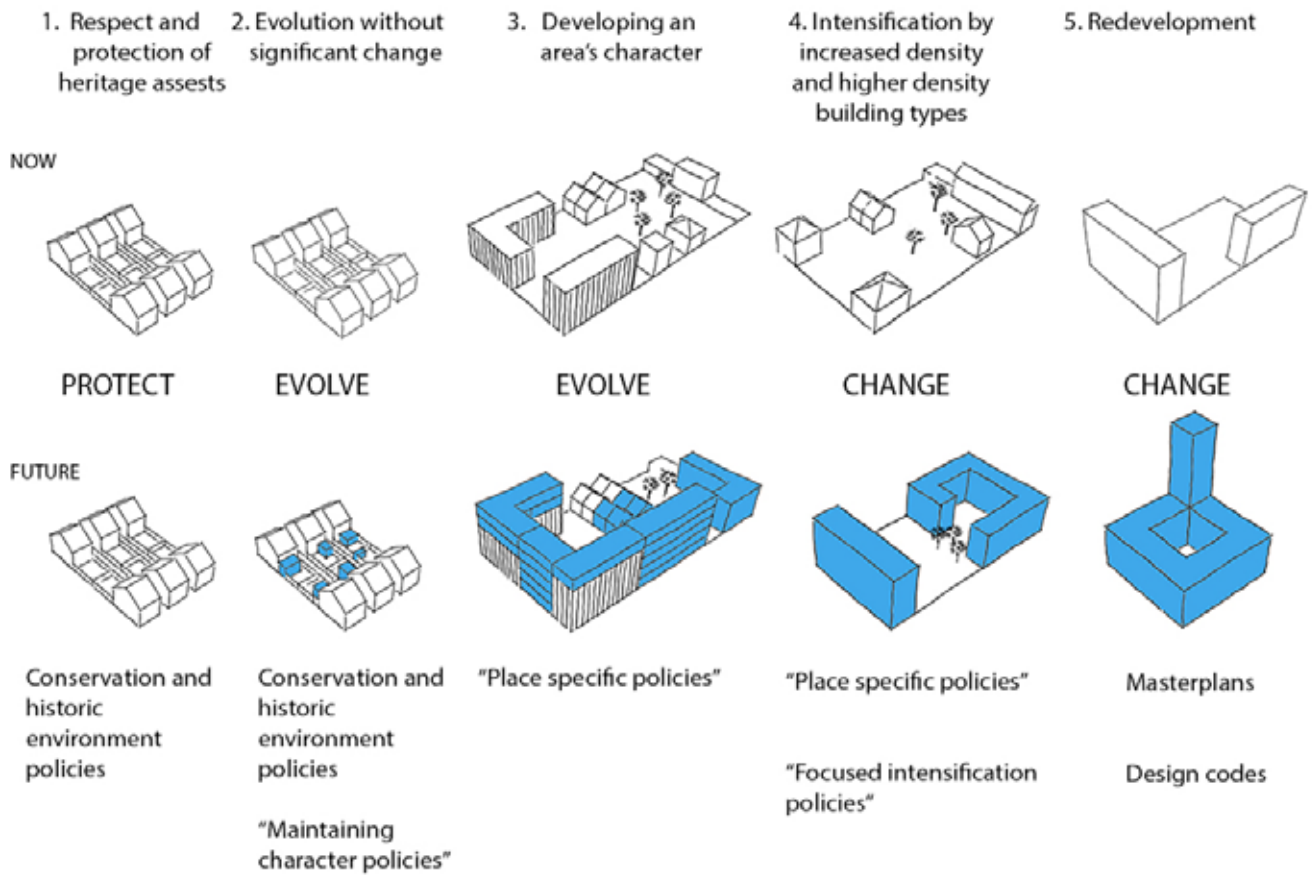 1. Respect and
protection of
heritage assests
2. Evolution without
significant change
3. Developing an
area's character
4. Intensification by
increased density
and higher density
building types
5. Redevelopment
NOW
PROTECT
EVOLVE
EVOLVE
CHANGE
CHANGE
FUTURE
Conservation and
historic
environment
policies
Conservation and
historic
environment
policies
"Maintaining
character policies"
"Place specific policies"
"Place specific policies"
"Focused intensification
policies"
Masterplans
Design codes